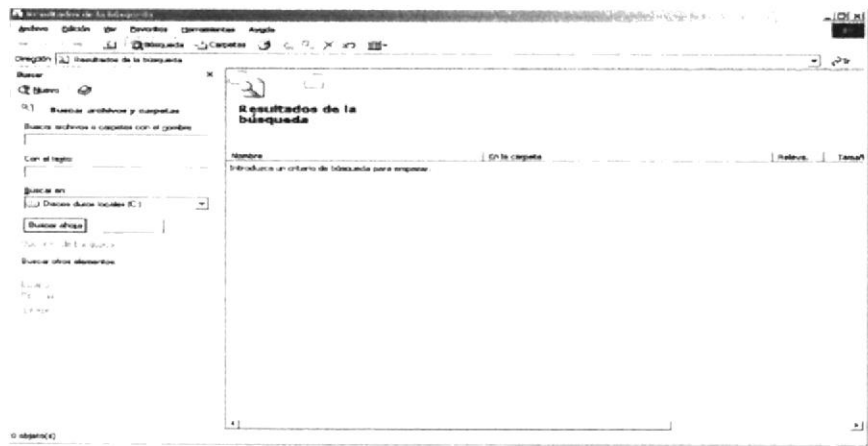 Resultados de la búsqueda
Archivo Edición Ver Favoritos Herramientas Ayuda
Búsqueda Carpetas
Dirección Resultados de la búsqueda Ir
Buscar
Nuevo
Buscar archivos y carpetas
Buscar archivos o carpetas con el nombre
Con el texto
Buscar en
Discos duros locales (C:)
Buscar ahora
Buscar otros elementos
Resultados de la
búsqueda
Nombre En la carpeta Releva. Tamañ
Introduzca un criterio de búsqueda para empezar.
0 objeto(s)